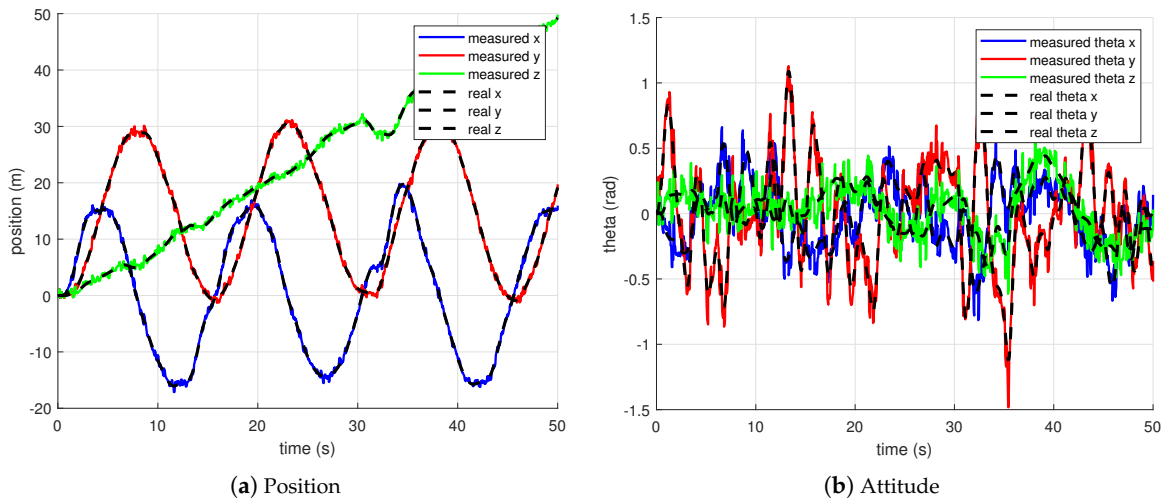 50
40
30
20
10
0
-10
-20
position (m)
0 10 20 30 40 50
time (s)
measured x
measured y
measured z
real x
real y
real z
(a) Position
1.5
1
0.5
0
-0.5
-1
-1.5
theta (rad)
0 10 20 30 40 50
time (s)
measured theta x
measured theta y
measured theta z
real theta x
real theta y
real theta z
(b) Attitude